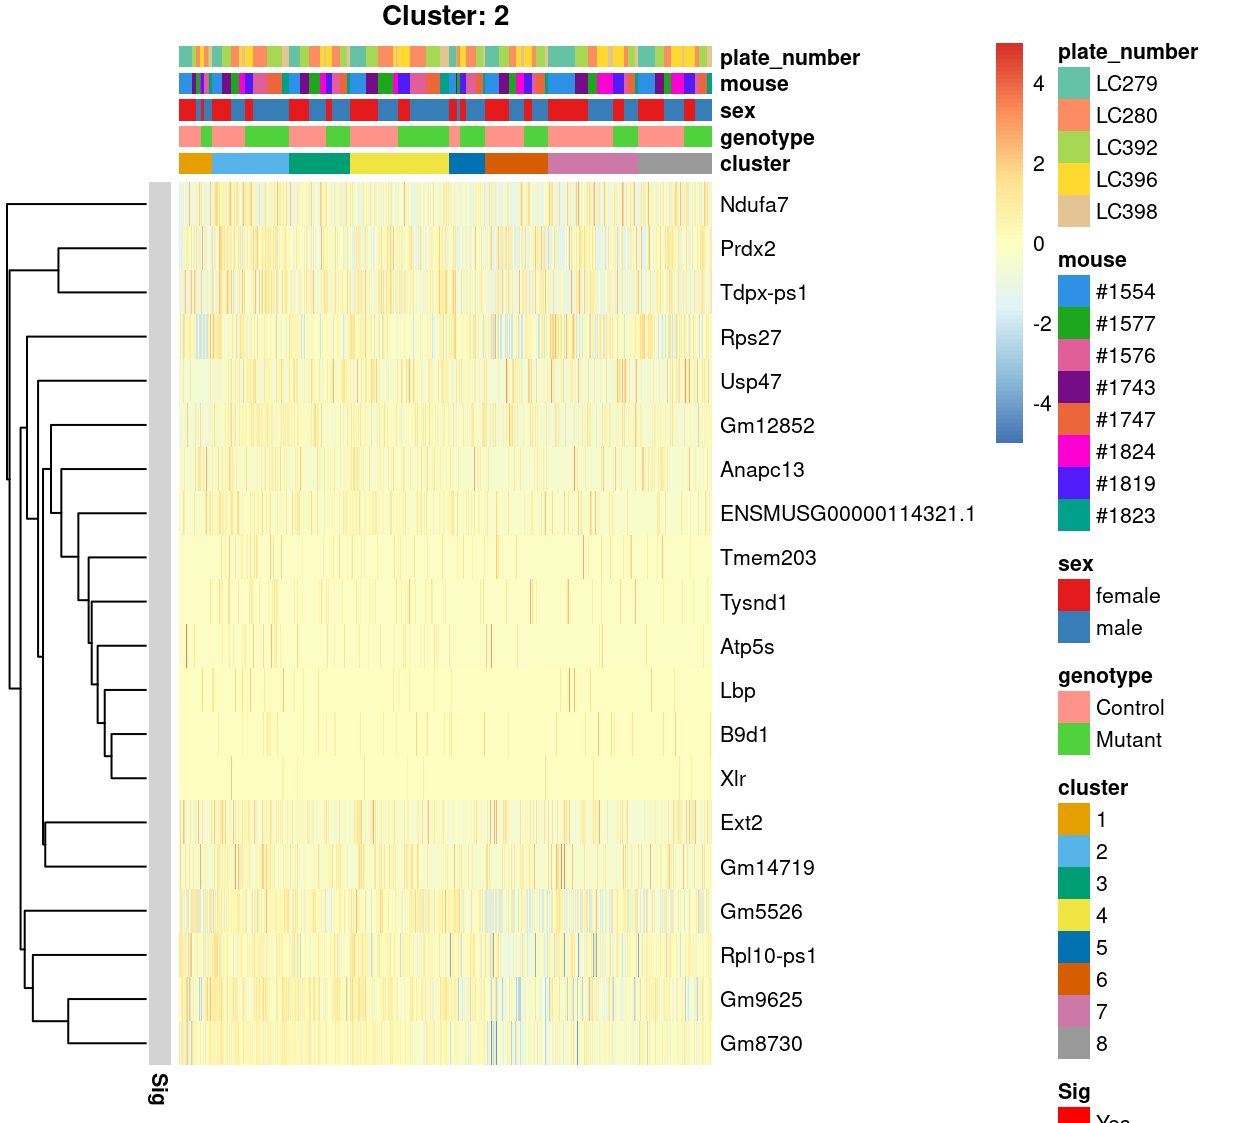 Cluster: 2
plate_number
mouse
sex
genotype
cluster
Ndufa7
Prdx2
Tdpx-ps1
Rps27
Usp47
Gm12852
Anapc13
ENSMUSG00000114321.1
Tmem203
Tysnd1
Atp5s
Lbp
B9d1
Xlr
Ext2
Gm14719
Gm5526
Rpl10-ps1
Gm9625
Gm8730
Sig
4
2
0
-2
-4
plate_number
LC279
LC280
LC392
LC396
LC398
mouse
#1554
#1577
#1576
#1743
#1747
#1824
#1819
#1823
sex
female
male
genotype
Control
Mutant
cluster
1
2
3
4
5
6
7
8
Sig
Yes